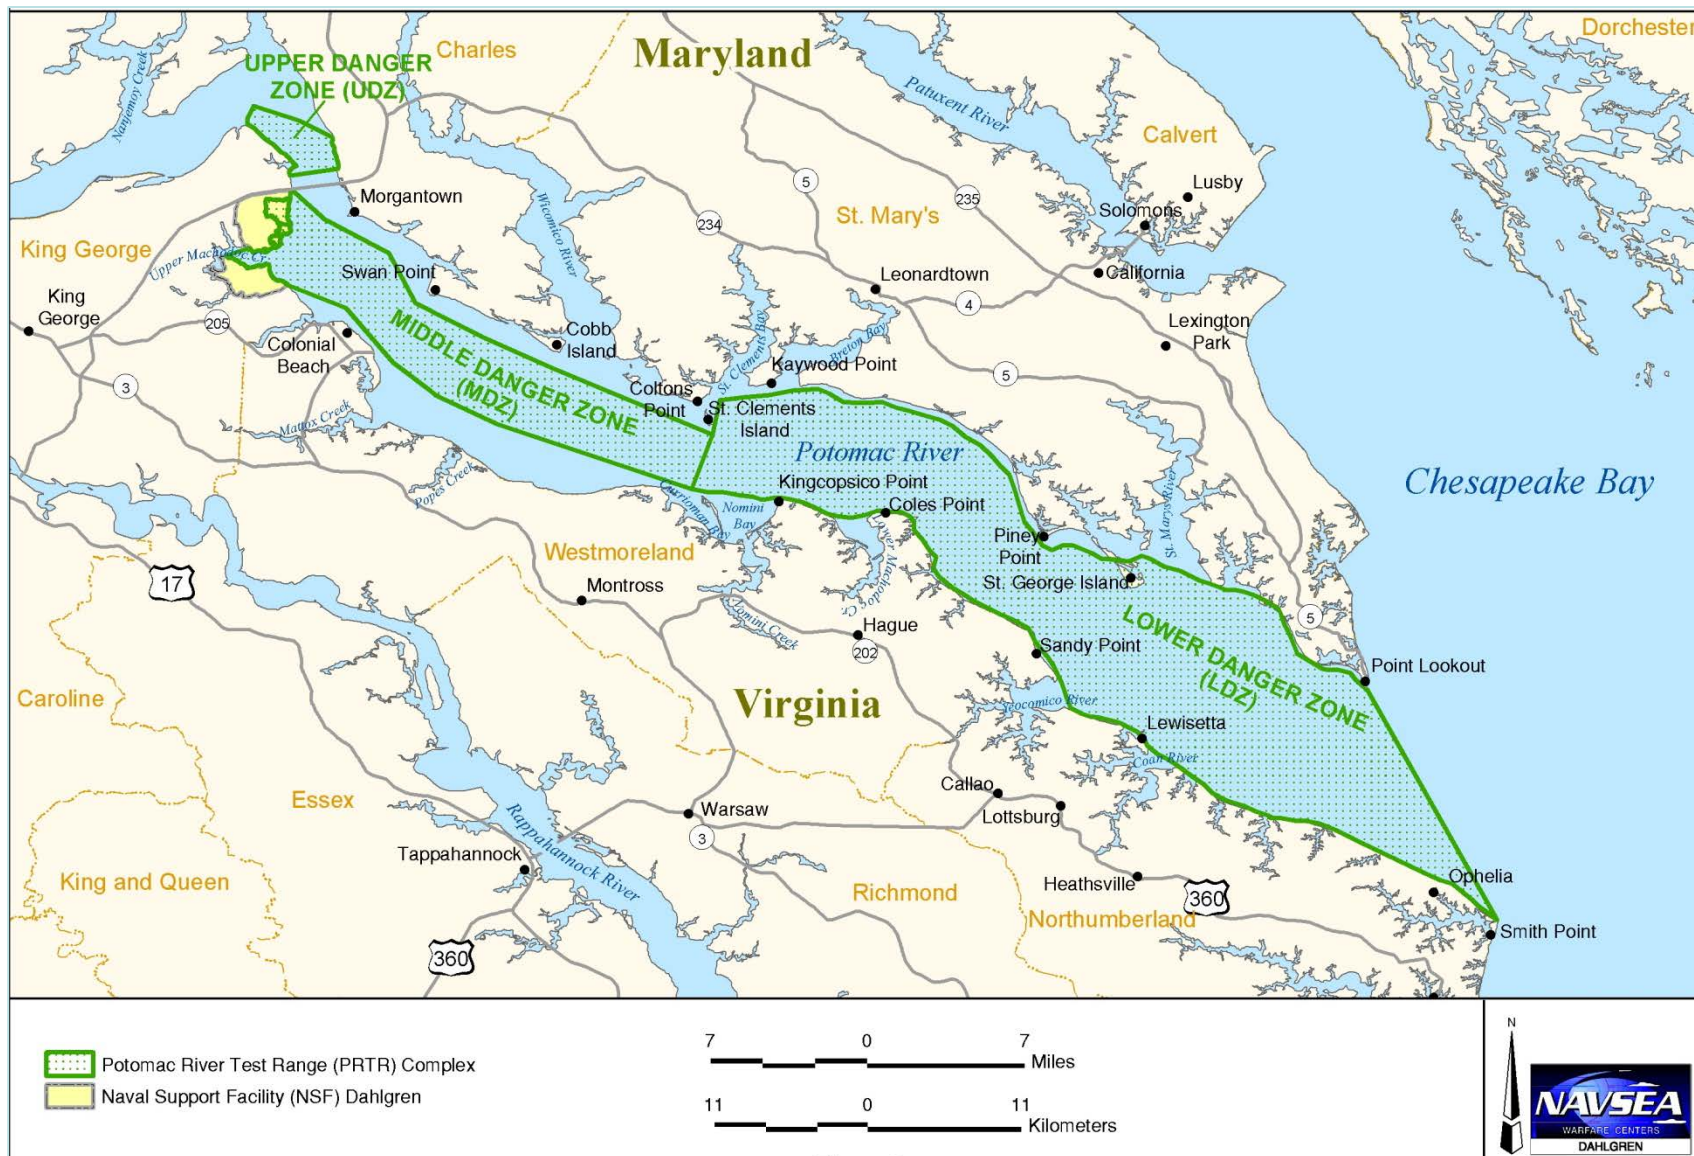 Maryland
Virginia
Charles
Dorchester
Calvert
St. Mary's
King George
Westmoreland
Caroline
Essex
King and Queen
Richmond
Northumberland
UPPER DANGER
ZONE (UDZ)
MIDDLE DANGER ZONE
(MDZ)
LOWER DANGER ZONE
(LDZ)
Nanjemoy Creek
Patuxent River
Wicomico River
Upper Machodoc Cr.
St. Clements Bay
Breton Bay
Mattox Creek
Popes Creek
Currioman Bay
Nomini
Bay
Nomini Creek
Lower Machodoc Cr.
Potomac River
St. Marys River
Chesapeake Bay
Yeocomico River
Coan River
Rappahannock River
Morgantown
Lusby
Solomons
California
Leonardtown
Lexington
Park
Swan Point
King
George
Colonial
Beach
Cobb
Island
Coltons
Point
Kaywood Point
St. Clements
Island
Kingcopsico Point
Coles Point
Piney
Point
St. George Island
Montross
Hague
Sandy Point
Point Lookout
Lewisetta
Callao
Lottsburg
Warsaw
Tappahannock
Heathsville
Ophelia
Smith Point
5
235
234
4
205
3
5
17
202
5
3
360
360
Potomac River Test Range (PRTR) Complex
Naval Support Facility (NSF) Dahlgren
7 0 7
Miles
11 0 11
Kilometers
N
NAVSEA
WARFARE CENTERS
DAHLGREN